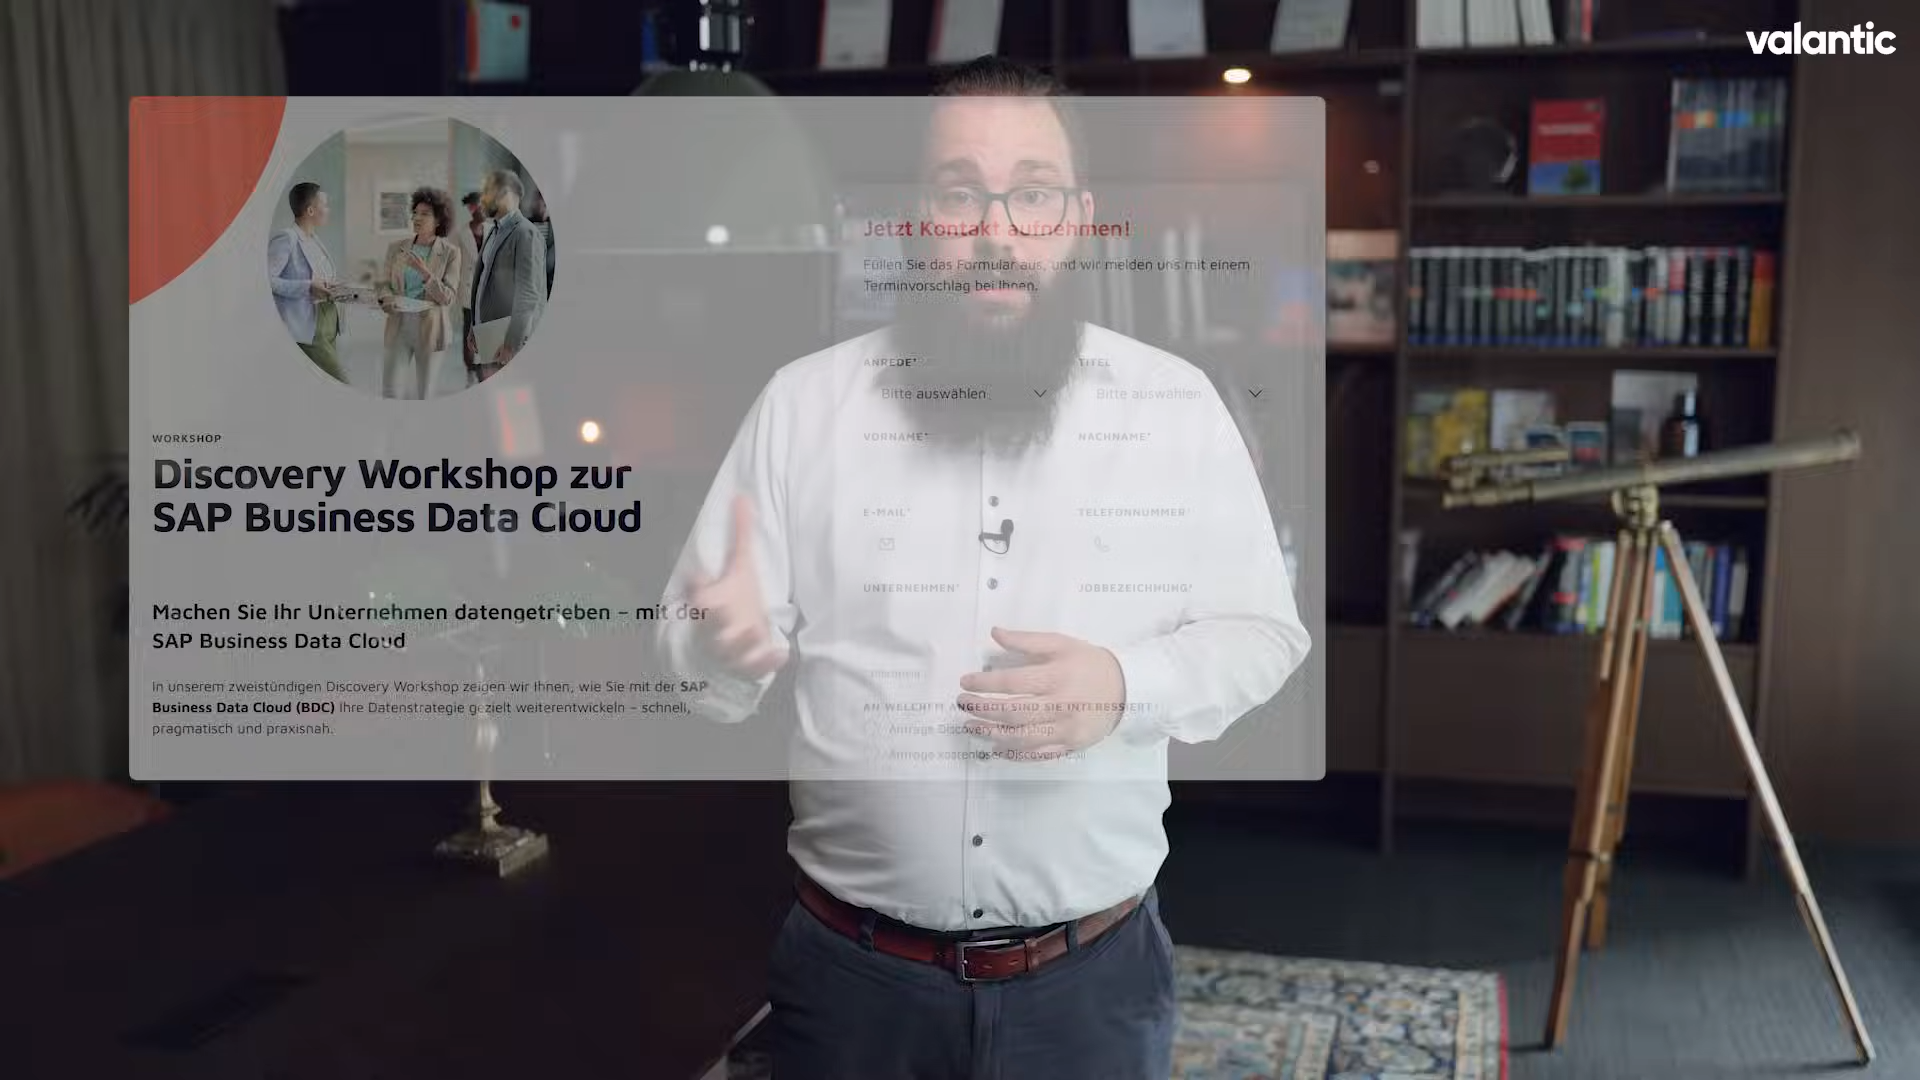 valantic
Jetzt Kontakt aufnehmen!
Füllen Sie das Formular aus, und wir melden uns mit einem
Terminvorschlag bei Ihnen.
ANREDE*
TITEL
Bitte auswählen
Bitte auswählen
VORNAME*
NACHNAME*
E-MAIL*
TELEFONNUMMER*
UNTERNEHMEN*
JOBBEZEICHNUNG*
AN WELCHEM ANGEBOT SIND SIE INTERESSIERT?
Anfrage Discovery Workshop
Anfrage kostenloser Discovery Call
WORKSHOP
Discovery Workshop zur
SAP Business Data Cloud
Machen Sie Ihr Unternehmen datengetrieben – mit der
SAP Business Data Cloud
In unserem zweistündigen Discovery Workshop zeigen wir Ihnen, wie Sie mit der SAP
Business Data Cloud (BDC) Ihre Datenstrategie gezielt weiterentwickeln – schnell,
pragmatisch und praxisnah.